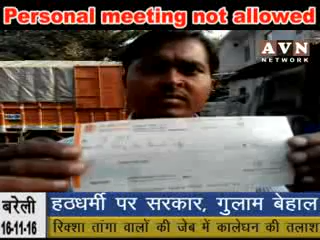 Personal meeting not allowed
AVN
NETWORK
बरेली
16-11-16
हठधर्मी पर सरकार, गुलाम बेहाल
रिक्शा तांगा वालों की जेब में कालेधन की तलाश